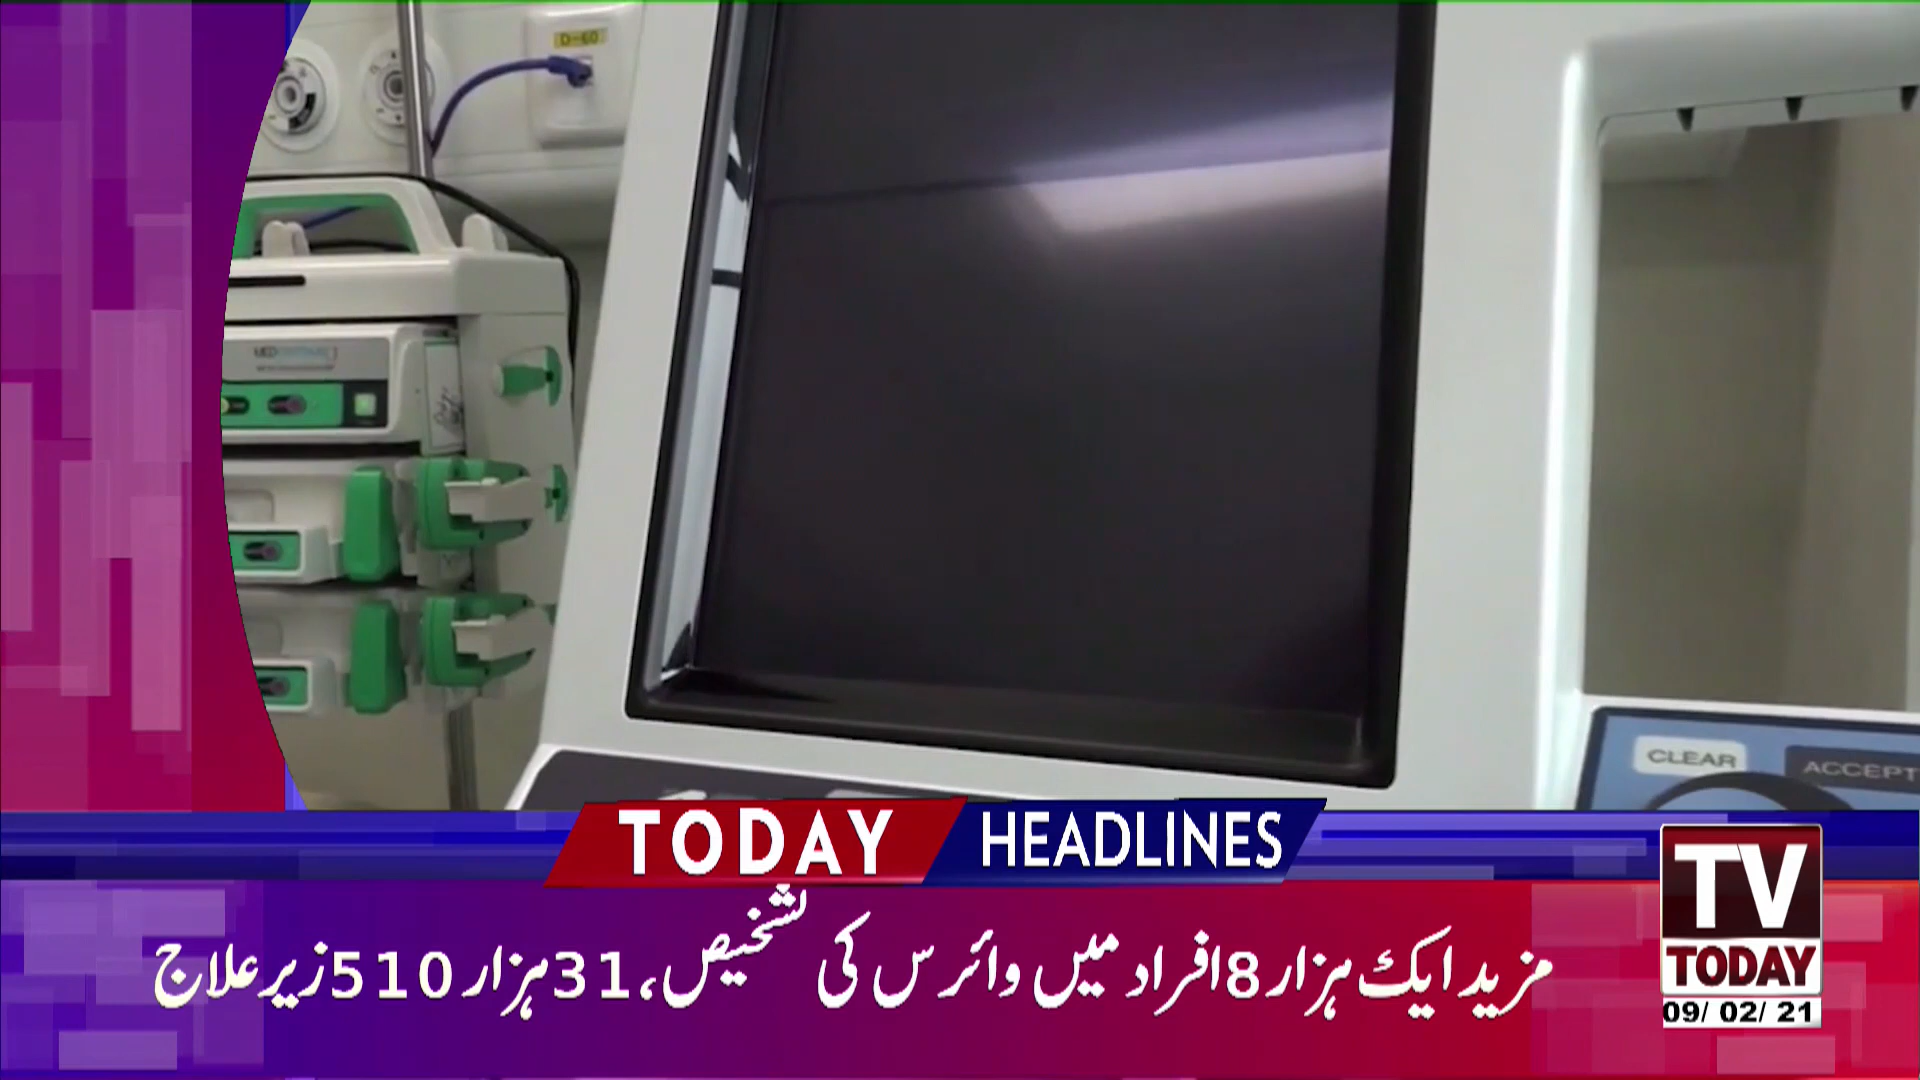 D-60
MED
CLEAR
ACCEPT
TODAY HEADLINES
مزید ایک ہزار 8 افراد میں وائرس کی تشخیص، 31 ہزار 510 زیر علاج
TV
TODAY
09/ 02/ 21